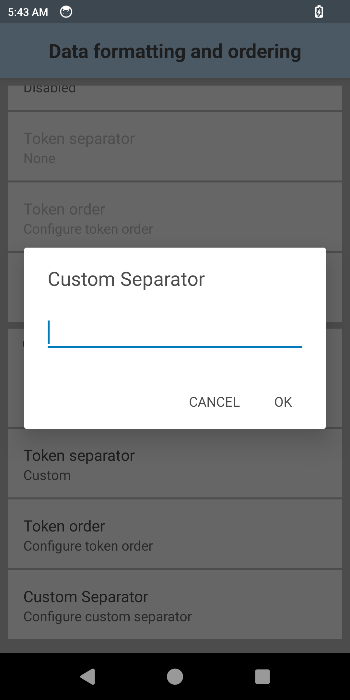 5:43 AM
Data formatting and ordering
Disabled
Token separator
None
Token order
Configure token order
Custom Separator
CANCEL
OK
Token separator
Custom
Token order
Configure token order
Custom Separator
Configure custom separator